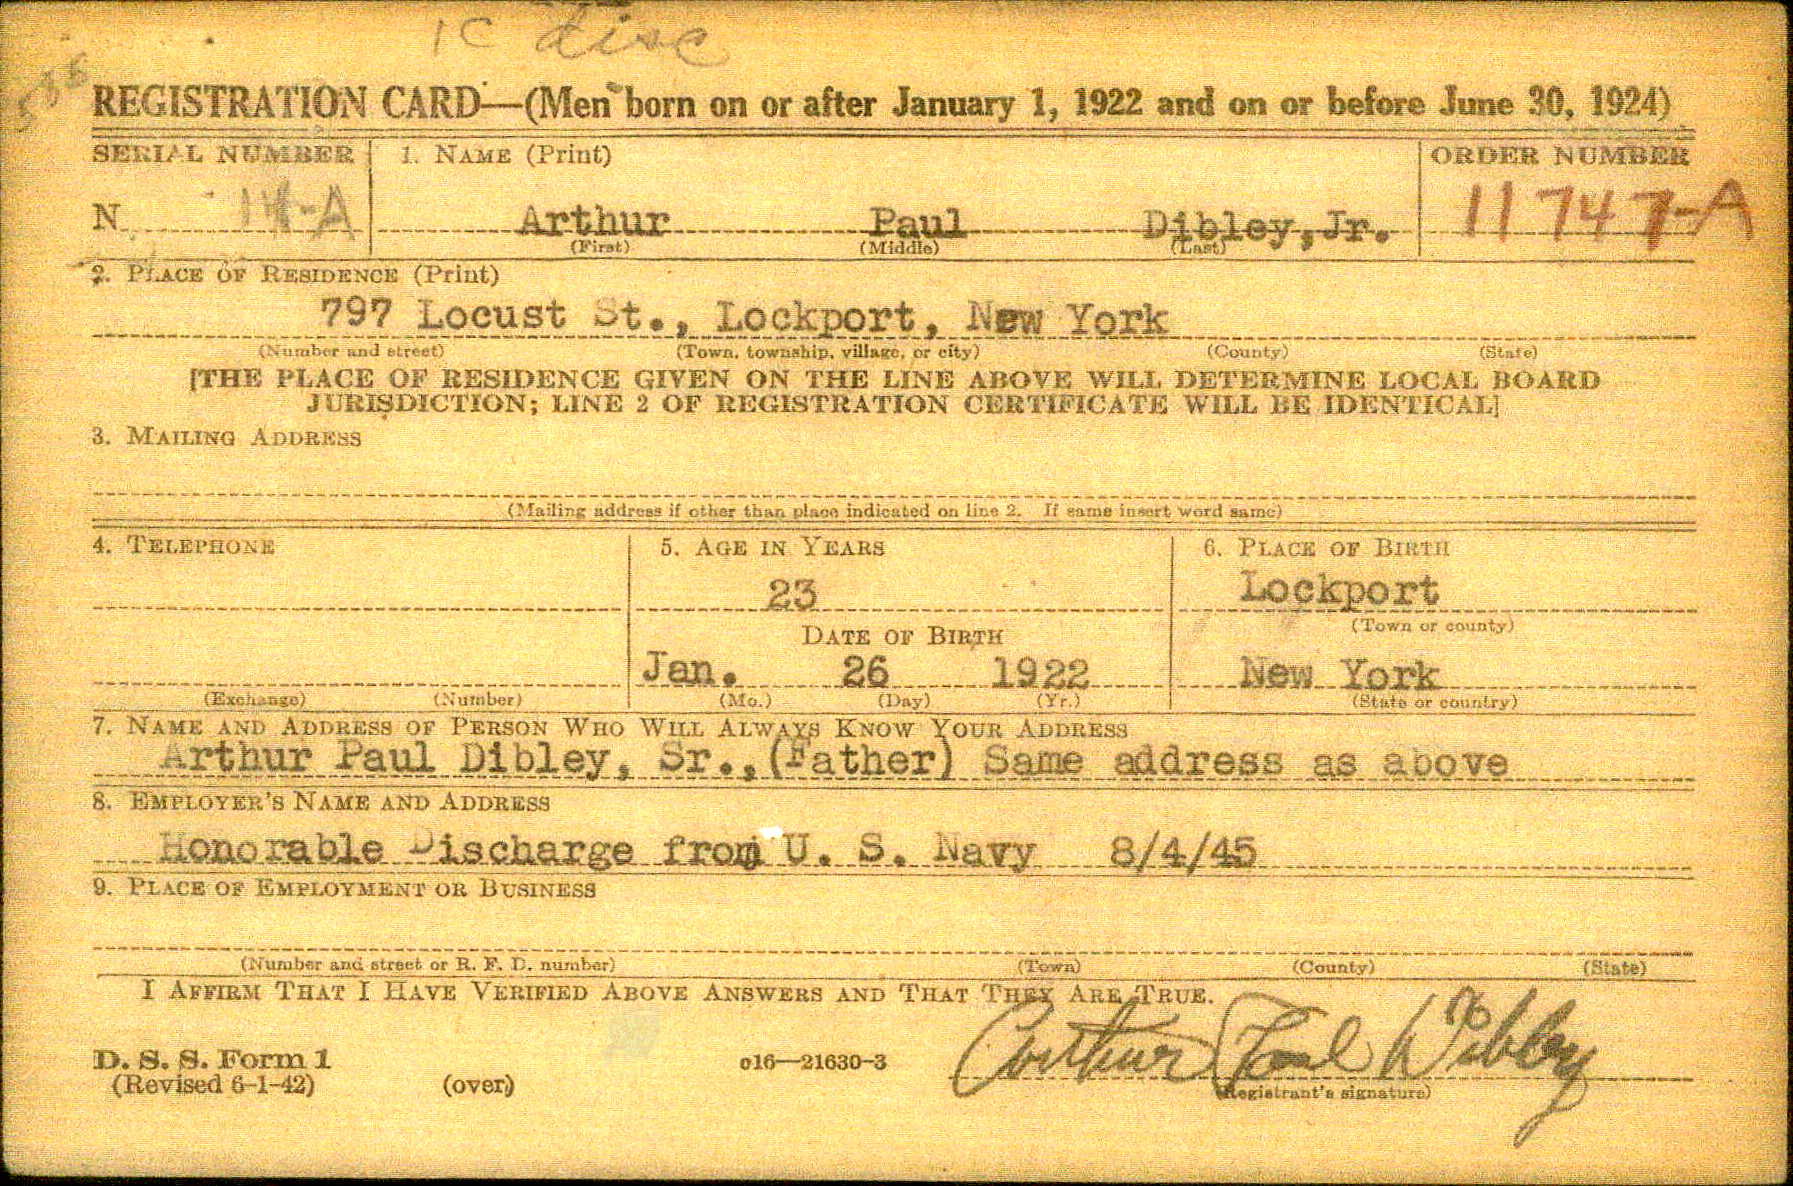 1C disc
REGISTRATION CARD—(Men born on or after January 1, 1922 and on or before June 30, 1924)
SERIAL NUMBER 1. NAME (Print) ORDER NUMBER
N 14-A Arthur Paul Dibley, Jr. 11747-A
(First) (Middle) (Last)
2. PLACE OF RESIDENCE (Print)
797 Locust St., Lockport, New York
(Number and street) (Town, township, village, or city) (County) (State)
[THE PLACE OF RESIDENCE GIVEN ON THE LINE ABOVE WILL DETERMINE LOCAL BOARD
JURISDICTION; LINE 2 OF REGISTRATION CERTIFICATE WILL BE IDENTICAL]
3. MAILING ADDRESS
(Mailing address if other than place indicated on line 2. If same insert word same)
4. TELEPHONE 5. AGE IN YEARS 6. PLACE OF BIRTH
23 Lockport
DATE OF BIRTH (Town or county)
Jan. 26 1922 New York
(Exchange) (Number) (Mo.) (Day) (Yr.) (State or country)
7. NAME AND ADDRESS OF PERSON WHO WILL ALWAYS KNOW YOUR ADDRESS
Arthur Paul Dibley, Sr., (Father) Same address as above
8. EMPLOYER'S NAME AND ADDRESS
Honorable Discharge from U. S. Navy 8/4/45
9. PLACE OF EMPLOYMENT OR BUSINESS
(Number and street or R. F. D. number) (Town) (County) (State)
I AFFIRM THAT I HAVE VERIFIED ABOVE ANSWERS AND THAT THEY ARE TRUE.
Arthur Paul Dibley
D. S. S. Form 1 c16—21630-3
(Revised 6-1-42) (over) (Registrant's signature)